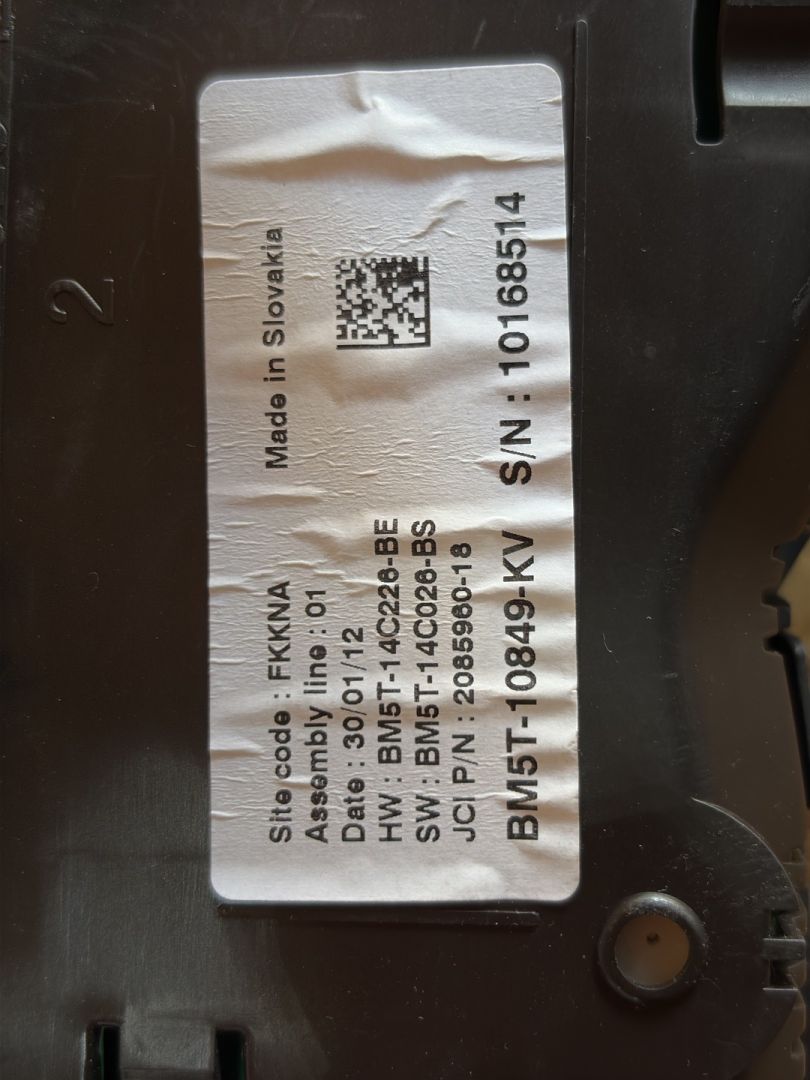 Site code : FKKNA Made in Slovakia
Assembly line : 01
Date : 30/01/12
HW : BM5T-14C226-BE
SW : BM5T-14C026-BS
JCI P/N : 2085960-18
BM5T-10849-KV S/N : 10168514
2